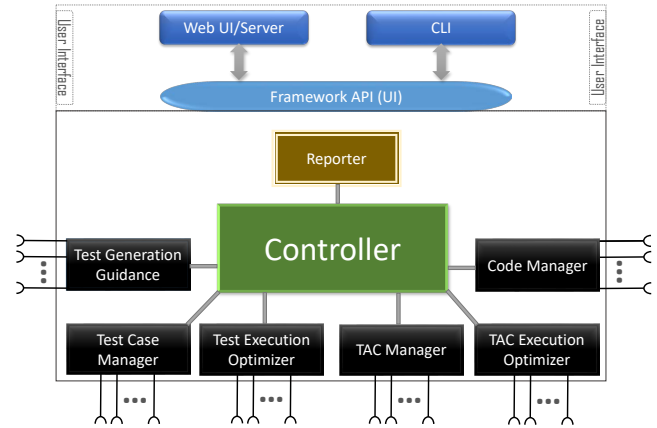 User Interface
Web UI/Server
CLI
User Interface
Framework API (UI)
Reporter
Controller
Test Generation
Guidance
Code Manager
Test Case
Manager
Test Execution
Optimizer
TAC Manager
TAC Execution
Optimizer